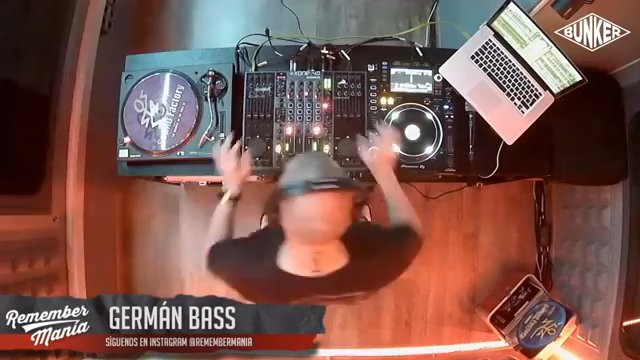 BUNKER
Remember
Mania
GERMÁN BASS
SÍGUENOS EN INSTAGRAM @REMEMBERMANIA